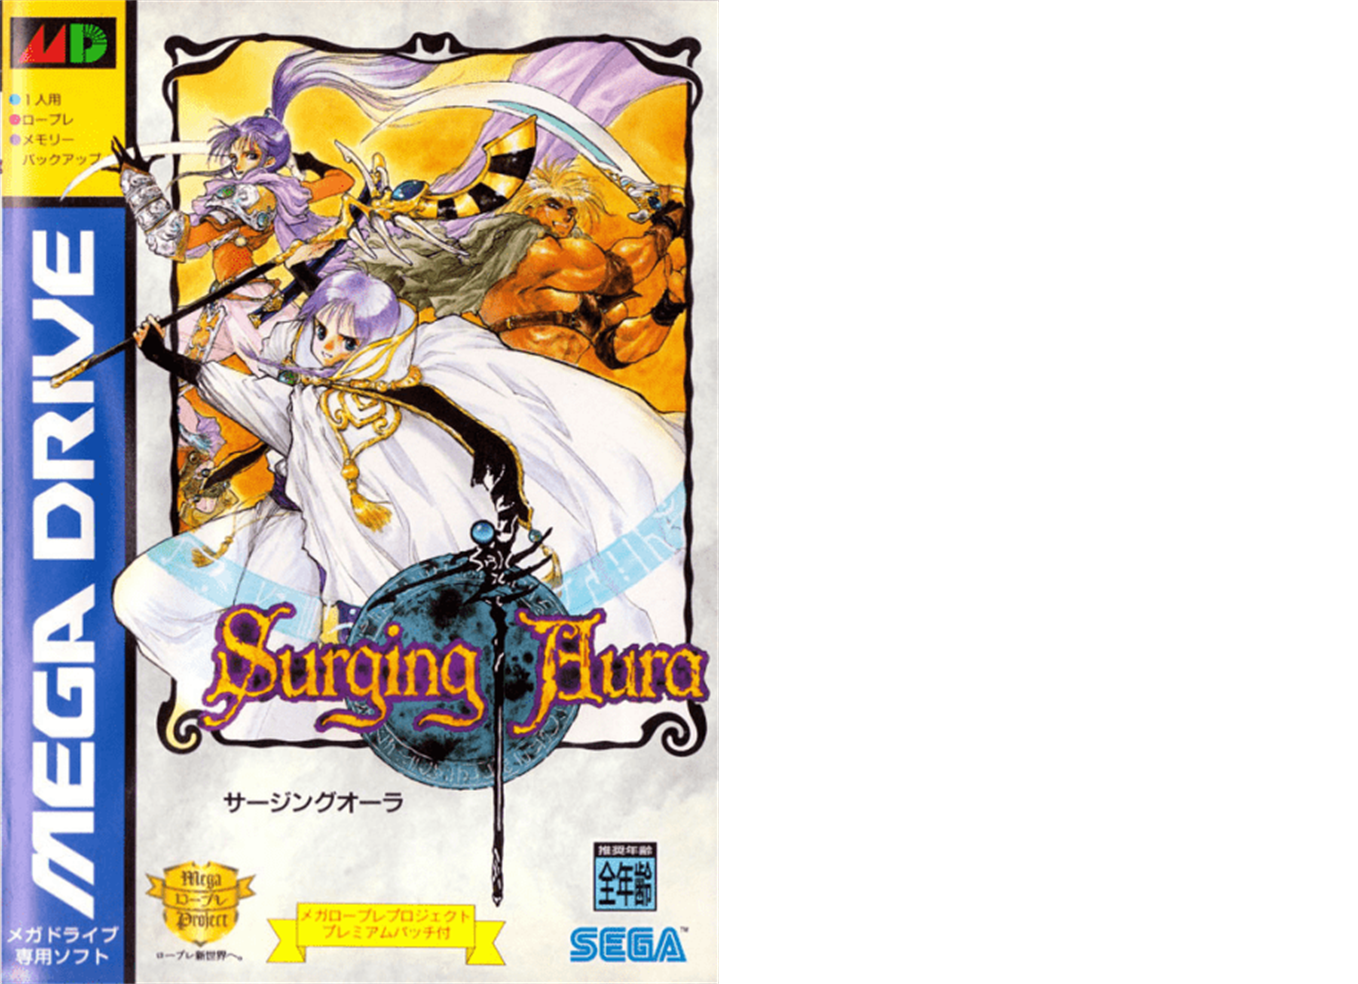 MD
1人用
ロープレ
メモリー
バックアップ
MEGA DRIVE
メガドライブ
専用ソフト
Surging Aura
サージングオーラ
Mega
ロープレ
Project
ロープレ新世界へ。
メガロープレプロジェクト
プレミアムバッチ付
推奨年齢
全年齢
SEGA™